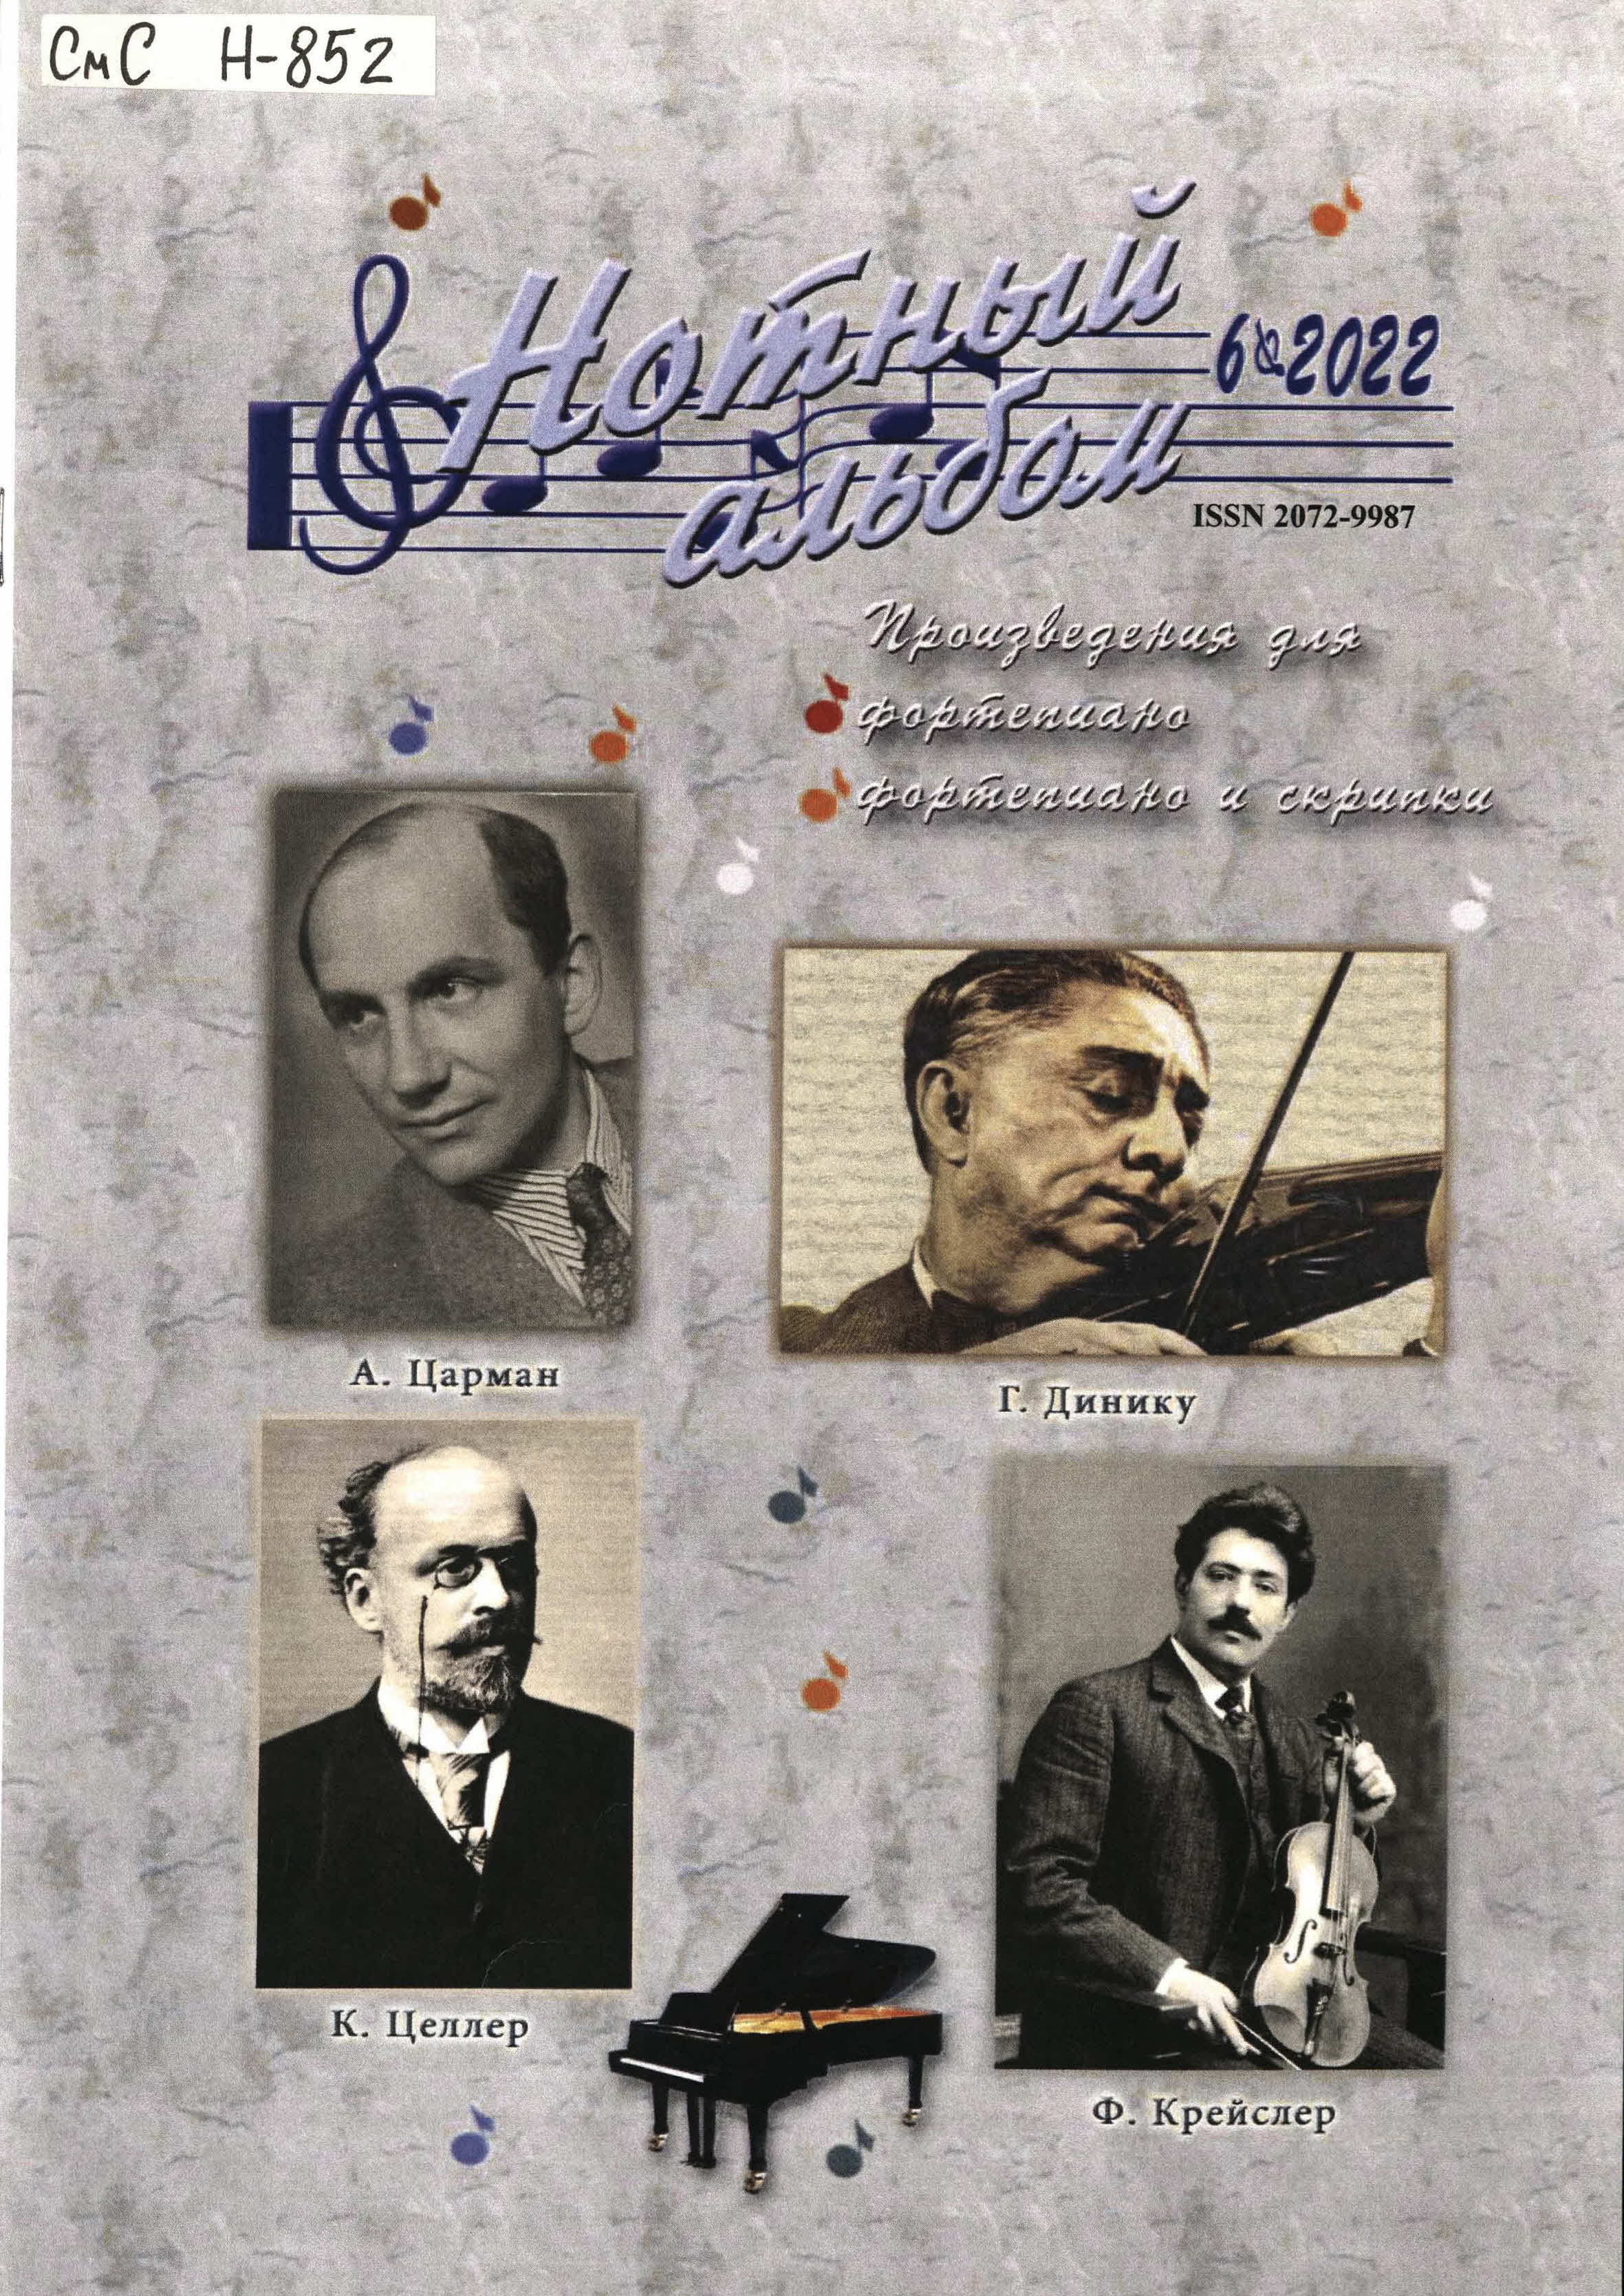 СмС Н-852
Нотный
альбом
6 2022
ISSN 2072-9987
Произведения для
фортепиано
фортепиано и скрипки
А. Царман
Г. Динику
К. Целлер
Ф. Крейслер